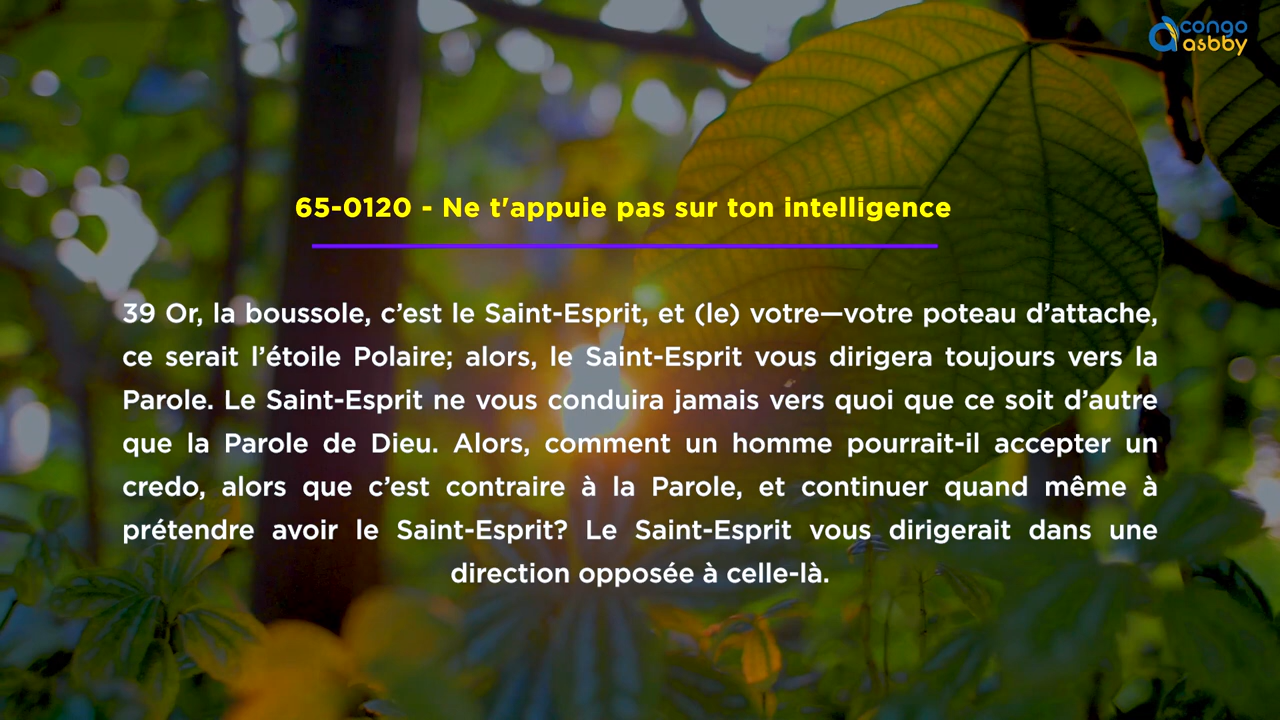 congo
asbby
65-0120 - Ne t'appuie pas sur ton intelligence
39 Or, la boussole, c’est le Saint-Esprit, et (le) votre—votre poteau d’attache,
ce serait l’étoile Polaire; alors, le Saint-Esprit vous dirigera toujours vers la
Parole. Le Saint-Esprit ne vous conduira jamais vers quoi que ce soit d’autre
que la Parole de Dieu. Alors, comment un homme pourrait-il accepter un
credo, alors que c’est contraire à la Parole, et continuer quand même à
prétendre avoir le Saint-Esprit? Le Saint-Esprit vous dirigerait dans une
direction opposée à celle-là.